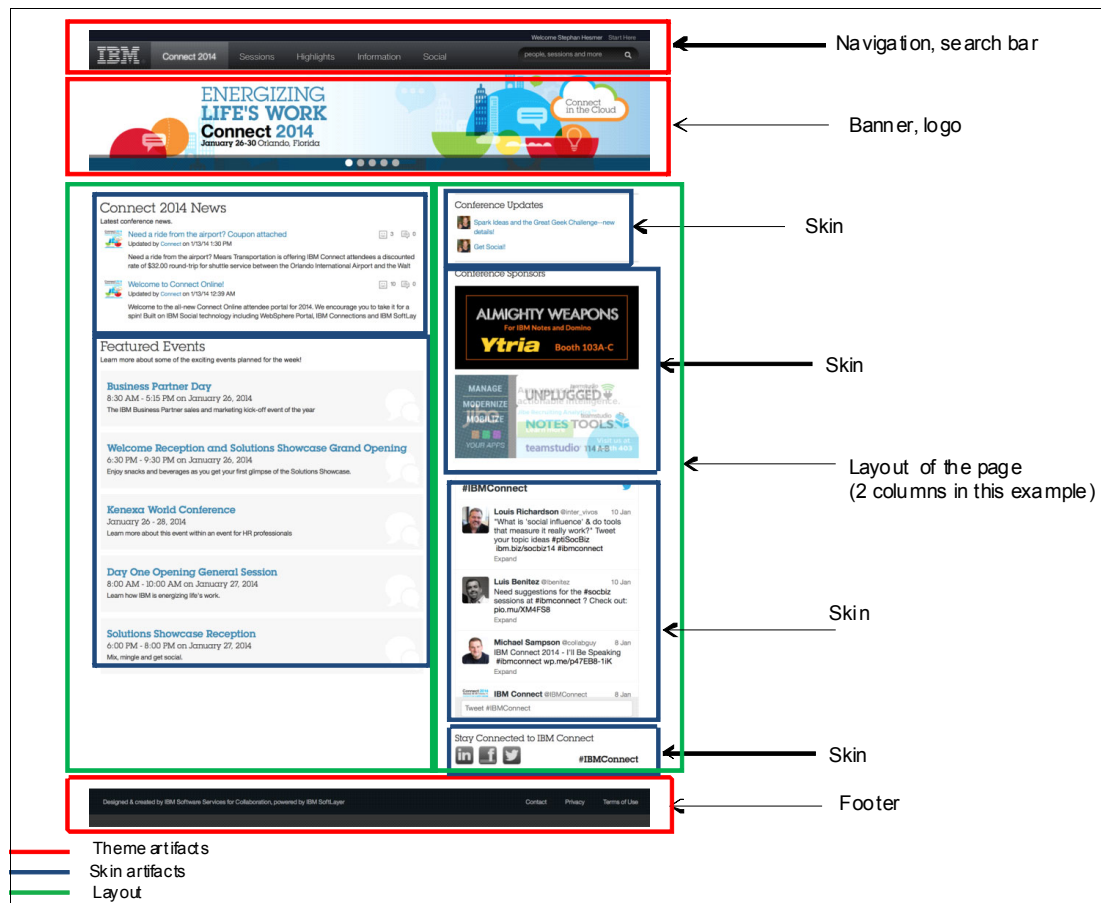 Welcome Stephan Hesmer Start Here
IBM Connect 2014 Sessions Highlights Information Social people, sessions and more
Navigation, search bar
ENERGIZING
LIFE'S WORK
Connect 2014
January 26-30 Orlando, Florida
Connect
in the Cloud
Banner, logo
Connect 2014 News
Latest conference news.
Need a ride from the airport? Coupon attached 3 0
Updated by Connect on 1/13/14 1:30 PM
Need a ride from the airport? Mears Transportation is offering IBM Connect attendees a discounted
rate of $32.00 round-trip for shuttle service between the Orlando International Airport and the Walt
Welcome to Connect Online! 10 0
Updated by Connect on 1/13/14 12:39 AM
Welcome to the all-new Connect Online attendee portal for 2014. We encourage you to take it for a
spin! Built on IBM Social technology including WebSphere Portal, IBM Connections and IBM SoftLay
Featured Events
Learn more about some of the exciting events planned for the week!
Business Partner Day
8:30 AM - 5:15 PM on January 26, 2014
The IBM Business Partner sales and marketing kick-off event of the year
Welcome Reception and Solutions Showcase Grand Opening
6:30 PM - 9:30 PM on January 26, 2014
Enjoy snacks and beverages as you get your first glimpse of the Solutions Showcase.
Kenexa World Conference
January 26 - 28, 2014
Learn more about this event within an event for HR professionals
Day One Opening General Session
8:00 AM - 10:00 AM on January 27, 2014
Learn how IBM is energizing life's work.
Solutions Showcase Reception
6:00 PM - 8:00 PM on January 27, 2014
Mix, mingle and get social.
Conference Updates
Spark Ideas and the Great Geek Challenge--new
details!
Get Social!
Skin
Conference Sponsors
ALMIGHTY WEAPONS
For IBM Notes and Domino
Ytria Booth 103A-C
Skin
MANAGE
MODERNIZE
MOBILIZE
YOUR APPS
jibe
teamstudio
UNPLUGGED
actionable intelligence.
teamstudio
NOTES TOOLS
Visit us at
teamstudio 114 A-B
Layout of the page
(2 columns in this example)
#IBMConnect
Louis Richardson @inter_vivos 10 Jan
"What is 'social influence' & do tools
that measure it really work?" Tweet
your topic ideas #ptiSocBiz
ibm.biz/socbiz14 #ibmconnect
Expand
Luis Benitez @lbenitez 10 Jan
Need suggestions for the #socbiz
sessions at #ibmconnect ? Check out:
pio.mu/XM4FS8
Expand
Michael Sampson @collabguy 8 Jan
IBM Connect 2014 - I'll Be Speaking
#ibmconnect wp.me/p47EB8-1iK
Expand
IBM Connect @IBMConnect 8 Jan
Tweet #IBMConnect
Skin
Stay Connected to IBM Connect
in f
#IBMConnect
Skin
Designed & created by IBM Software Services for Collaboration, powered by IBM SoftLayer Contact Privacy Terms of Use
Footer
Theme artifacts
Skin artifacts
Layout